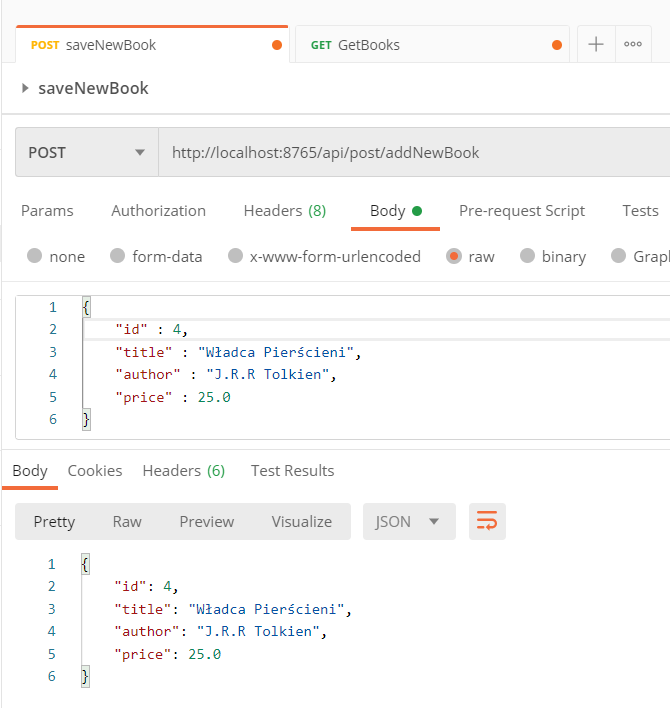 POST saveNewBook GET GetBooks
saveNewBook
POST http://localhost:8765/api/post/addNewBook
Params Authorization Headers (8) Body Pre-request Script Tests
none form-data x-www-form-urlencoded raw binary Graph
1 {
2 "id" : 4,
3 "title" : "Władca Pierścieni",
4 "author" : "J.R.R Tolkien",
5 "price" : 25.0
6 }
Body Cookies Headers (6) Test Results
Pretty Raw Preview Visualize JSON
1 {
2 "id": 4,
3 "title": "Władca Pierścieni",
4 "author": "J.R.R Tolkien",
5 "price": 25.0
6 }